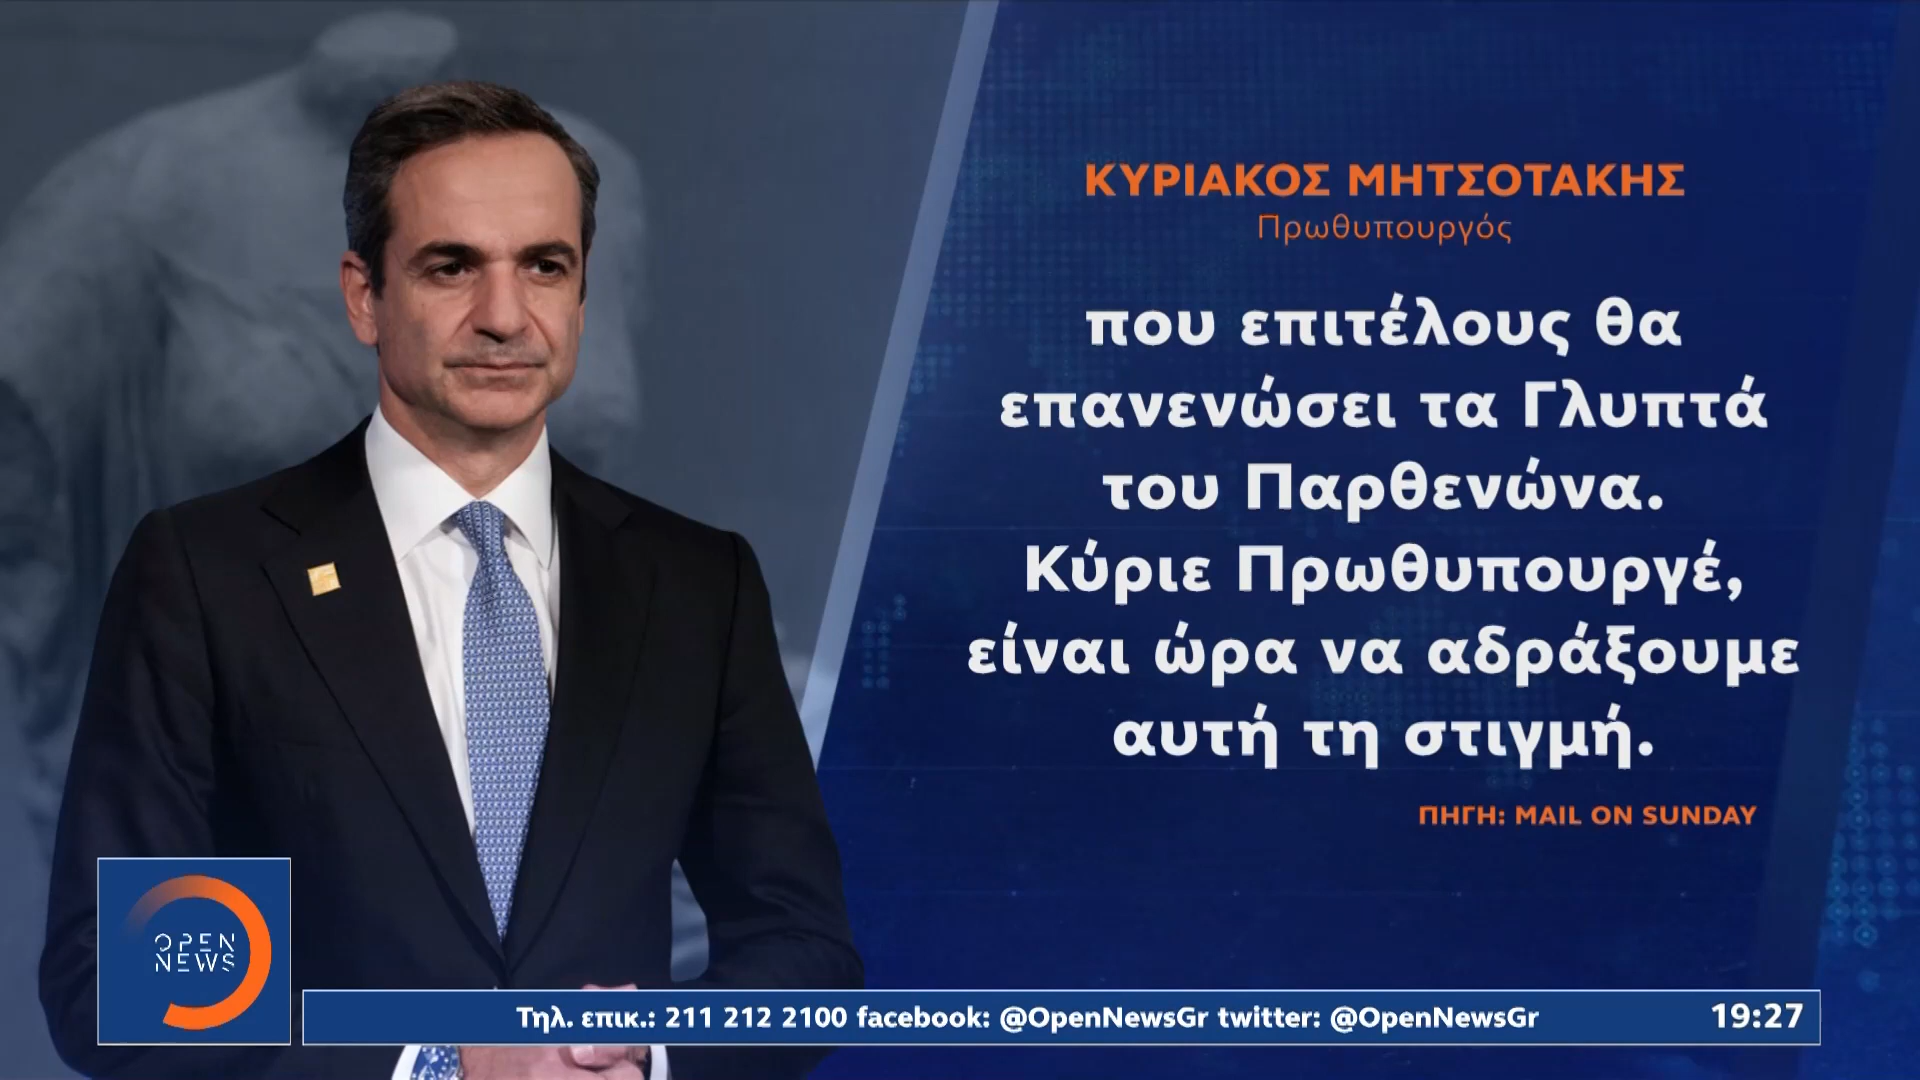 ΚΥΡΙΑΚΟΣ ΜΗΤΣΟΤΑΚΗΣ
Πρωθυπουργός
που επιτέλους θα
επανενώσει τα Γλυπτά
του Παρθενώνα.
Κύριε Πρωθυπουργέ,
είναι ώρα να αδράξουμε
αυτή τη στιγμή.
ΠΗΓΗ: MAIL ON SUNDAY
OPEN
NEWS
Τηλ. επικ.: 211 212 2100 facebook: @OpenNewsGr twitter: @OpenNewsGr
19:27